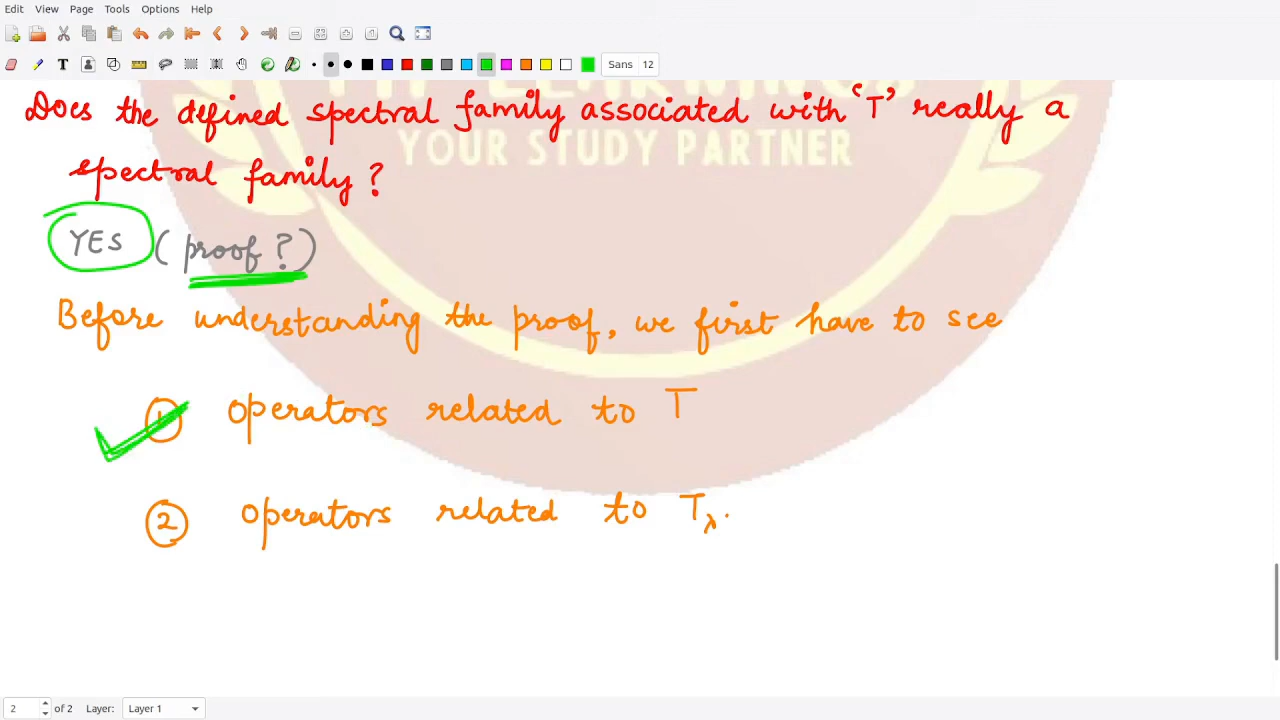 Edit View Page Tools Options Help
Sans 12
Does the defined spectral family associated with 'T' really a
YOUR STUDY PARTNER
spectral family ?
YES ( proof ? )
Before understanding the proof, we first have to see
① operators related to T
② operators related to Tλ.
2 of 2 Layer: Layer 1